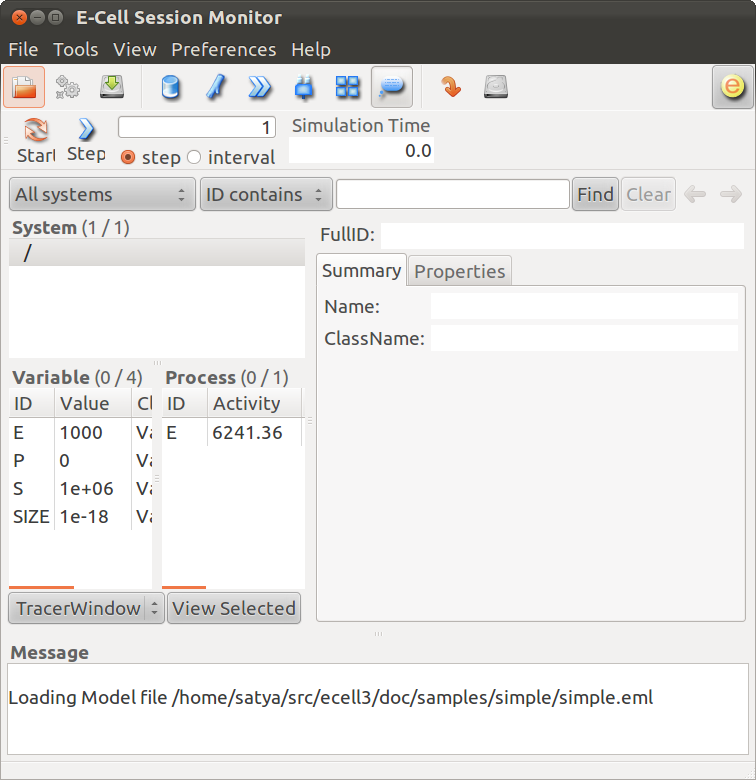 E-Cell Session Monitor
File Tools View Preferences Help
e
1
Simulation Time
Start
Step
step
interval
0.0
All systems
ID contains
Find
Clear
System (1 / 1)
/
FullID:
Summary
Properties
Name:
ClassName:
Variable (0 / 4)
ID Value Cl
E 1000 Va
P 0 Va
S 1e+06 Va
SIZE 1e-18 Va
Process (0 / 1)
ID Activity
E 6241.36
TracerWindow
View Selected
Message
Loading Model file /home/satya/src/ecell3/doc/samples/simple/simple.eml